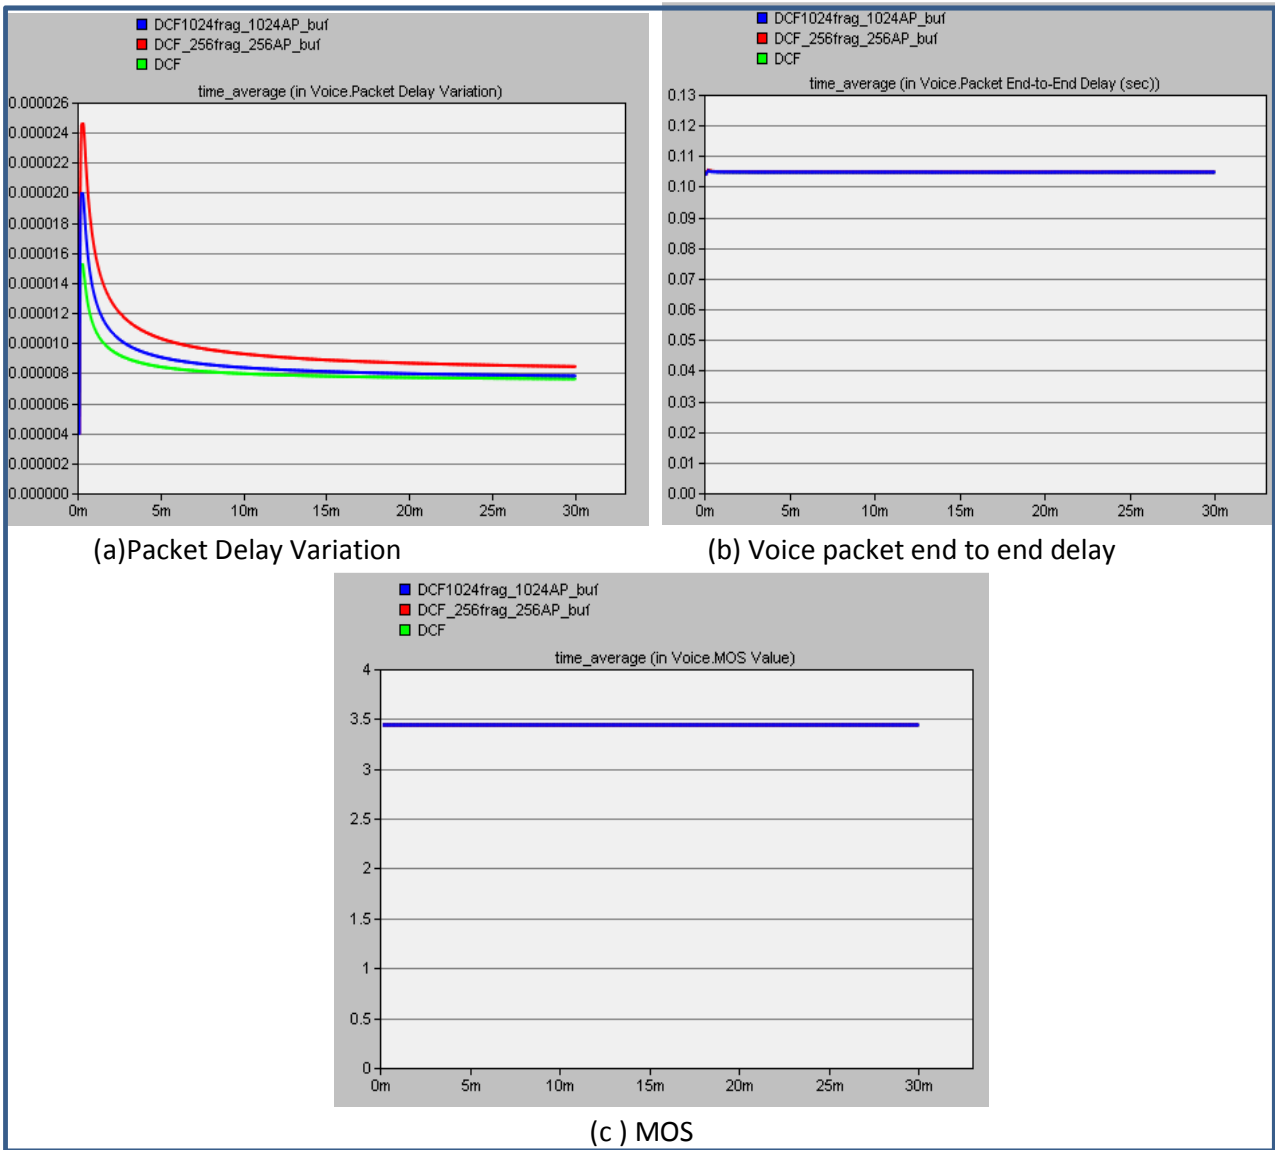 DCF1024frag_1024AP_buf
DCF_256frag_256AP_buf
DCF
time_average (in Voice.Packet Delay Variation)
0.000026
0.000024
0.000022
0.000020
0.000018
0.000016
0.000014
0.000012
0.000010
0.000008
0.000006
0.000004
0.000002
0.000000
0m 5m 10m 15m 20m 25m 30m
(a)Packet Delay Variation
DCF1024frag_1024AP_buf
DCF_256frag_256AP_buf
DCF
time_average (in Voice.Packet End-to-End Delay (sec))
0.13
0.12
0.11
0.10
0.09
0.08
0.07
0.06
0.05
0.04
0.03
0.02
0.01
0.00
0m 5m 10m 15m 20m 25m 30m
(b) Voice packet end to end delay
DCF1024frag_1024AP_buf
DCF_256frag_256AP_buf
DCF
time_average (in Voice.MOS Value)
4
3.5
3
2.5
2
1.5
1
0.5
0
0m 5m 10m 15m 20m 25m 30m
(c ) MOS